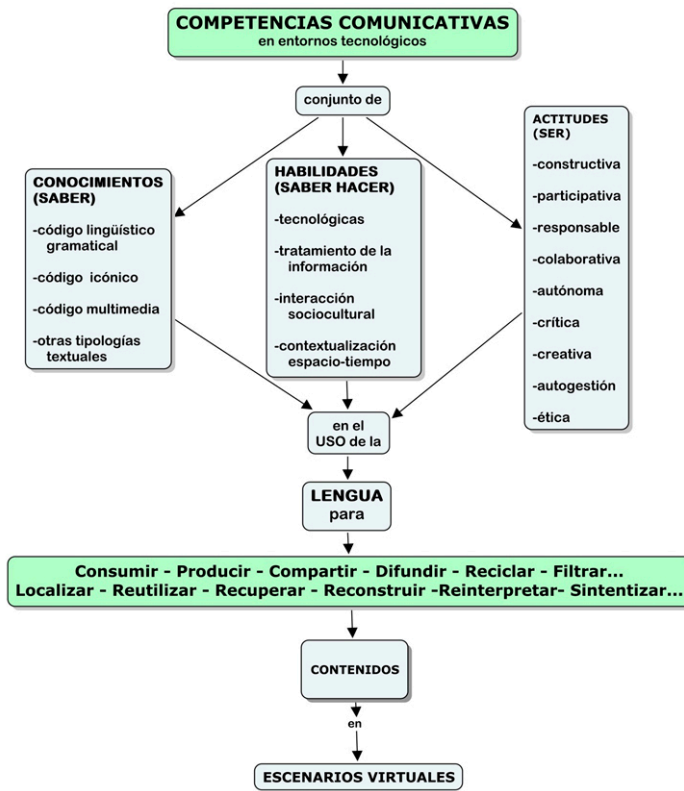 COMPETENCIAS COMUNICATIVAS
en entornos tecnológicos
conjunto de
CONOCIMIENTOS
(SABER)
-código lingüístico
gramatical
-código icónico
-código multimedia
-otras tipologías
textuales
HABILIDADES
(SABER HACER)
-tecnológicas
-tratamiento de la
información
-interacción
sociocultural
-contextualización
espacio-tiempo
ACTITUDES
(SER)
-constructiva
-participativa
-responsable
-colaborativa
-autónoma
-crítica
-creativa
-autogestión
-ética
en el
USO de la
LENGUA
para
Consumir - Producir - Compartir - Difundir - Reciclar - Filtrar...
Localizar - Reutilizar - Recuperar - Reconstruir -Reinterpretar- Sintentizar...
CONTENIDOS
en
ESCENARIOS VIRTUALES